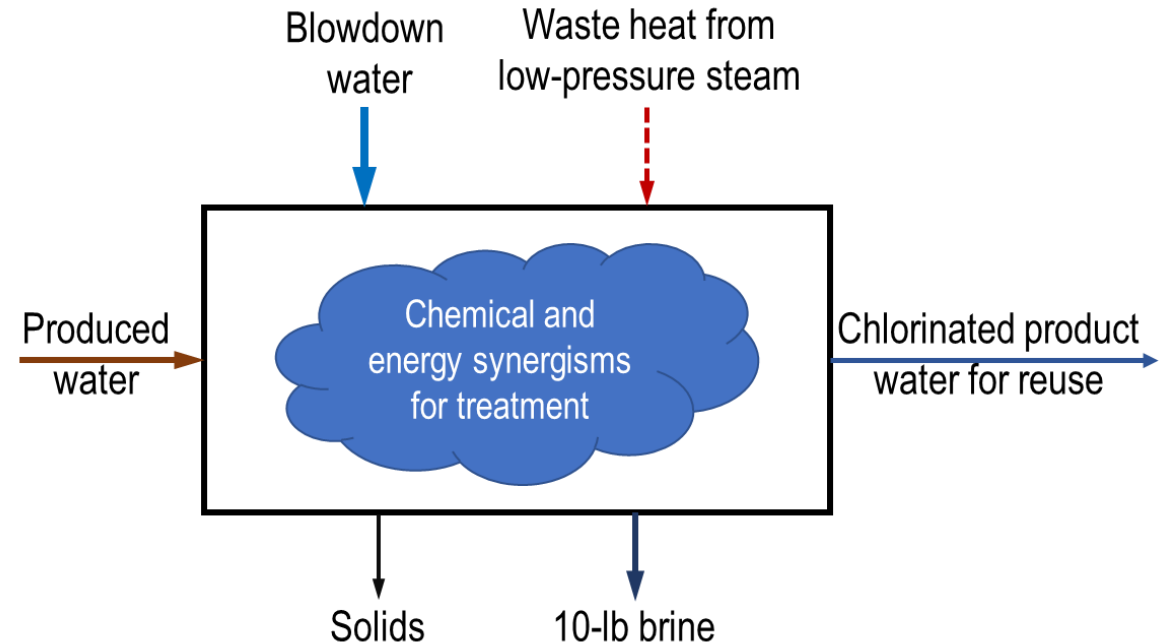 Blowdown
water
Waste heat from
low-pressure steam
Produced
water
Chemical and
energy synergisms
for treatment
Chlorinated product
water for reuse
Solids
10-lb brine